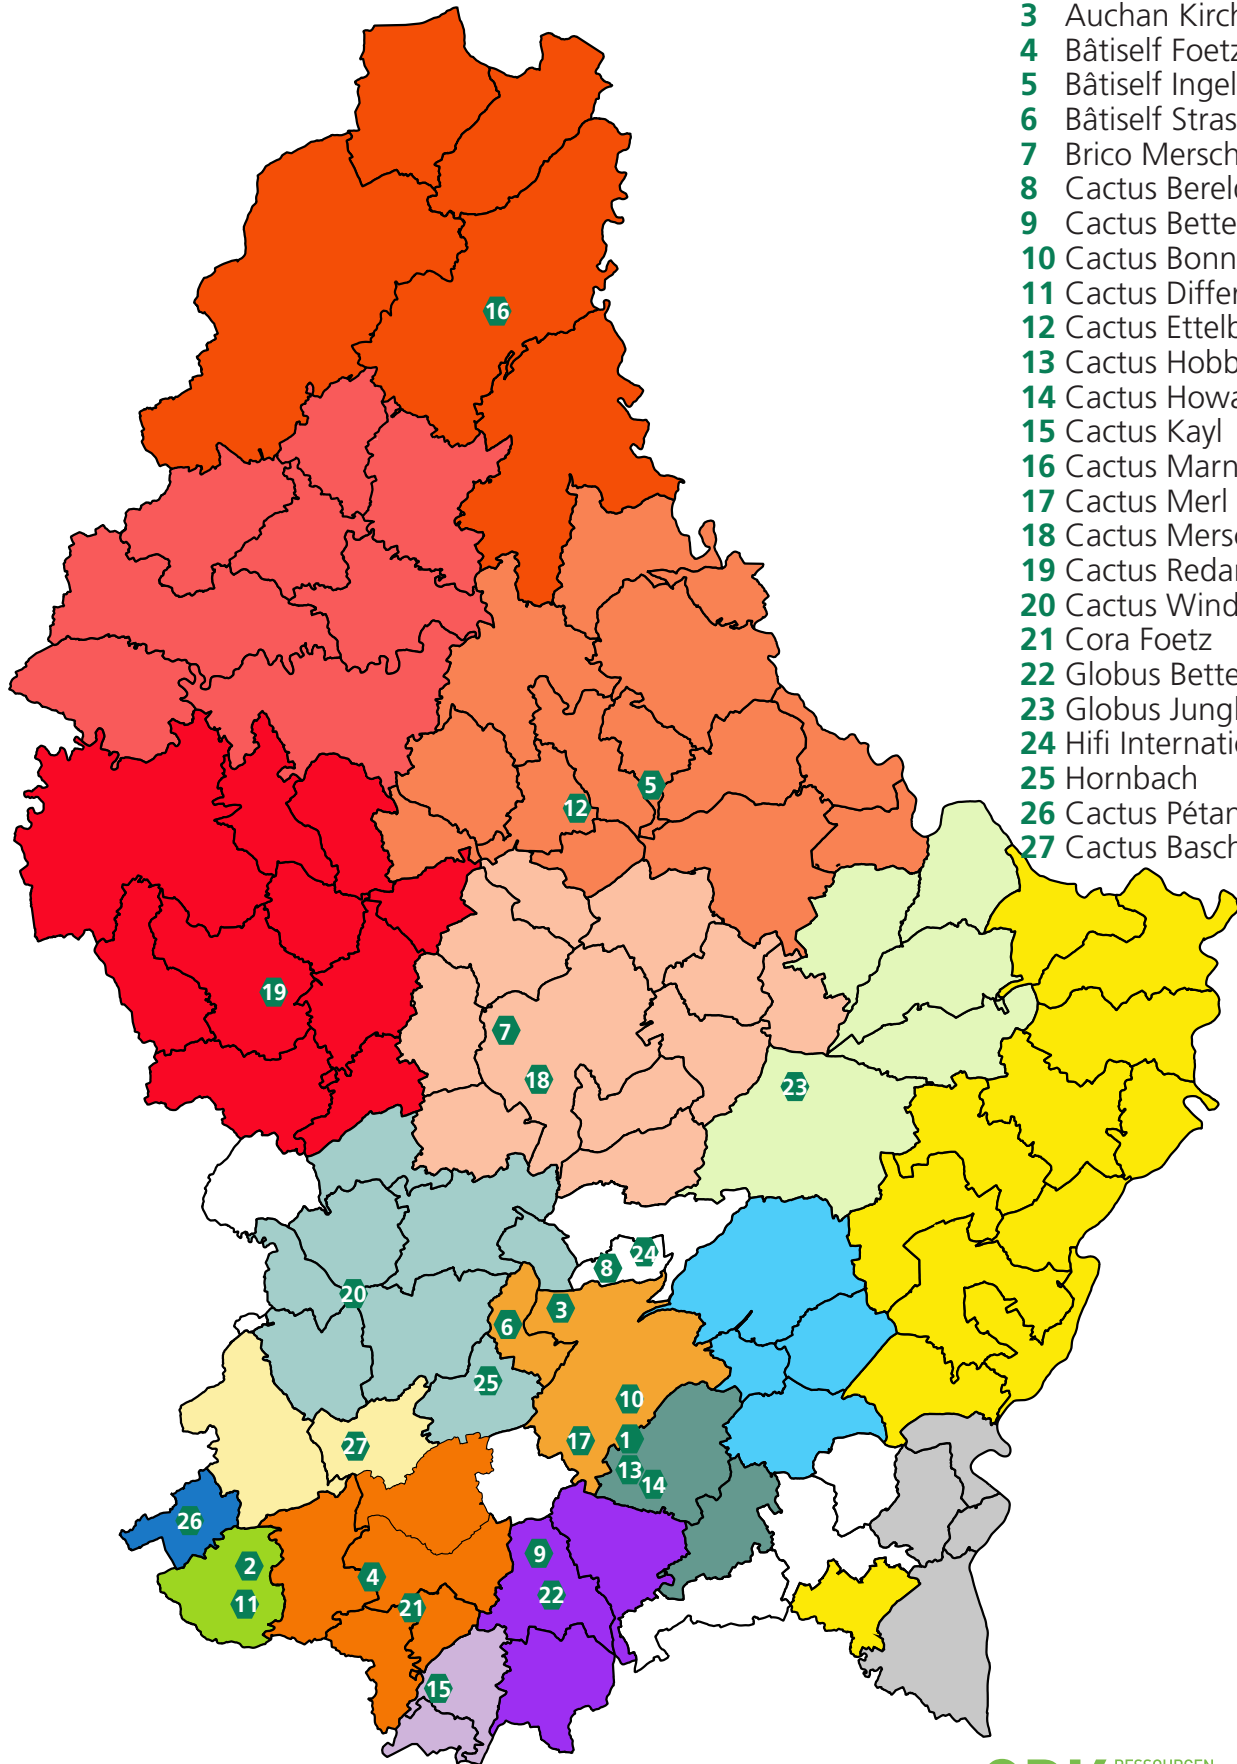 3 Auchan Kirch
4 Bâtiself Foetz
5 Bâtiself Ingel
6 Bâtiself Stras
7 Brico Mersch
8 Cactus Berel
9 Cactus Bette
10 Cactus Bonn
11 Cactus Differ
12 Cactus Ettelb
13 Cactus Hobb
14 Cactus Howa
15 Cactus Kayl
16 Cactus Marn
17 Cactus Merl
18 Cactus Mers
19 Cactus Redan
20 Cactus Wind
21 Cora Foetz
22 Globus Bette
23 Globus Jungl
24 Hifi Internati
25 Hornbach
26 Cactus Pétan
27 Cactus Basch
16
5
12
19
7
18
23
24
8
20
3
6
25
10
17
1
27
13
14
26
9
2
4
22
11
21
15
RESSOURCEN